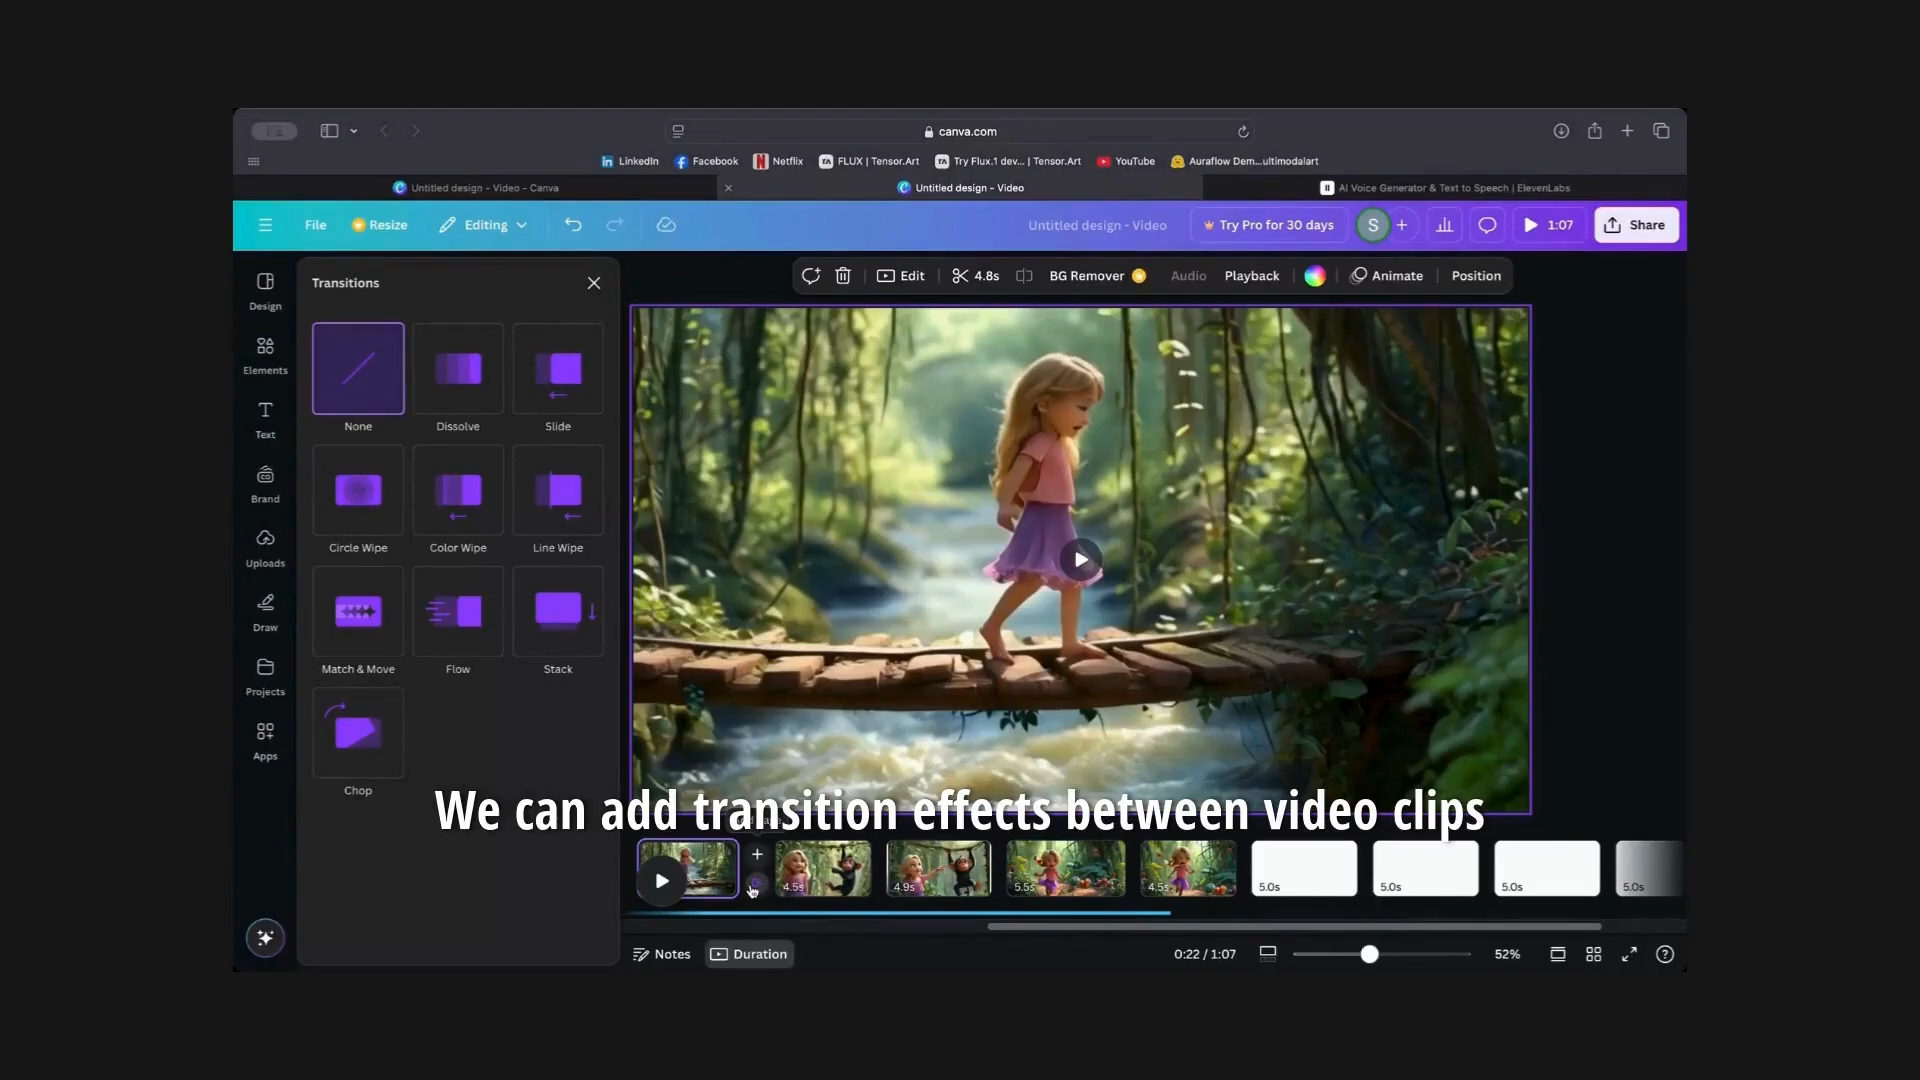 canva.com
LinkedIn Facebook Netflix FLUX | Tensor.Art Try Flux.1 dev... | Tensor.Art YouTube Auraflow Dem...ultimodalart
Untitled design - Video - Canva Untitled design - Video AI Voice Generator & Text to Speech | ElevenLabs
File Resize Editing Untitled design - Video Try Pro for 30 days S 1:07 Share
Transitions
Edit 4.8s BG Remover Audio Playback Animate Position
Design
Elements
Text
Brand
Uploads
Draw
Projects
Apps
None Dissolve Slide
Circle Wipe Color Wipe Line Wipe
Match & Move Flow Stack
Chop
We can add transition effects between video clips
4.5s 4.9s 5.5s 4.5s 5.0s 5.0s 5.0s 5.0s
Notes Duration 0:22 / 1:07 52%